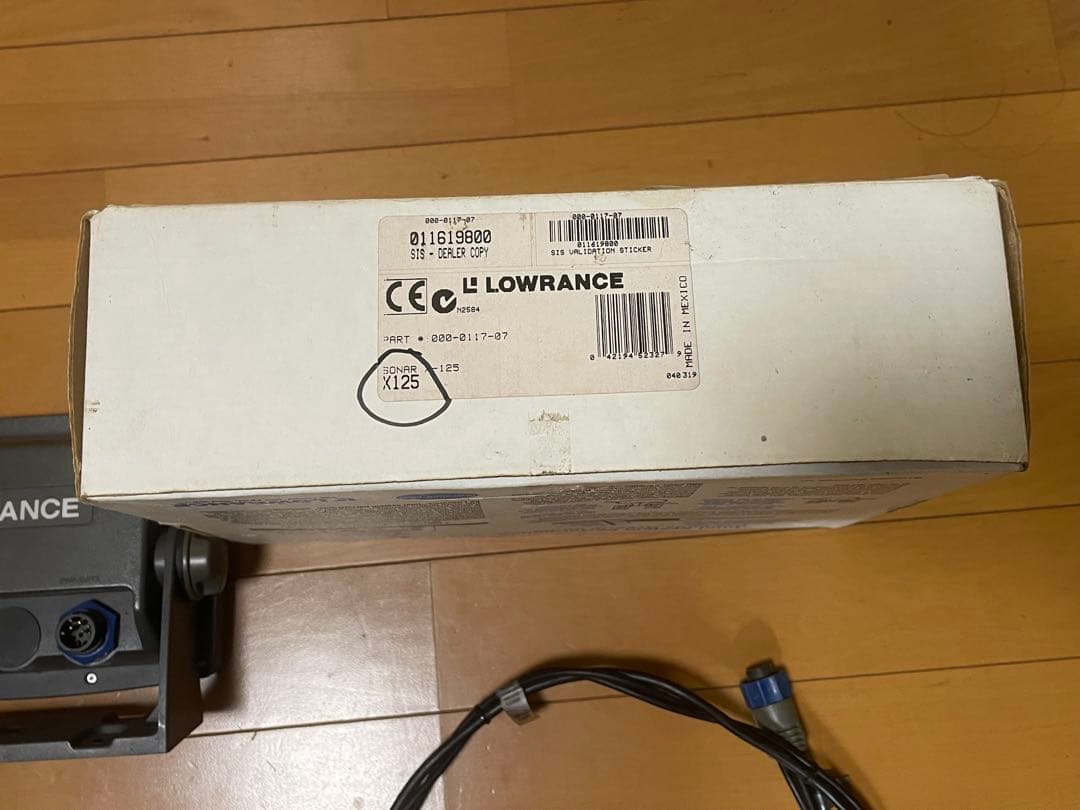 000-0117-07
011619800
SIS - DEALER COPY
000-0117-07
011619800
SIS VALIDATION STICKER
CE
N2584
LOWRANCE
PART # 000-0117-07
SONAR X-125
X125
0 42194 52327 9
MADE IN MEXICO
040319
ANCE